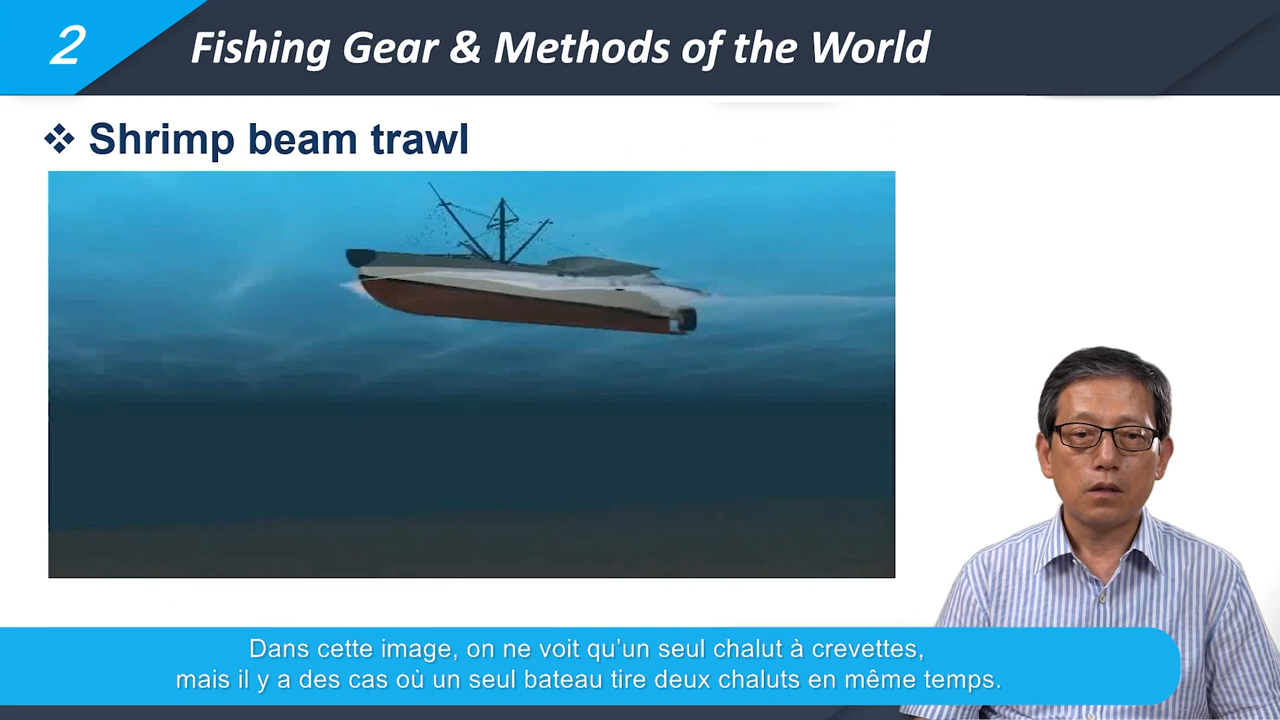 2
Fishing Gear & Methods of the World
❖ Shrimp beam trawl
Dans cette image, on ne voit qu’un seul chalut à crevettes,
mais il y a des cas où un seul bateau tire deux chaluts en même temps.